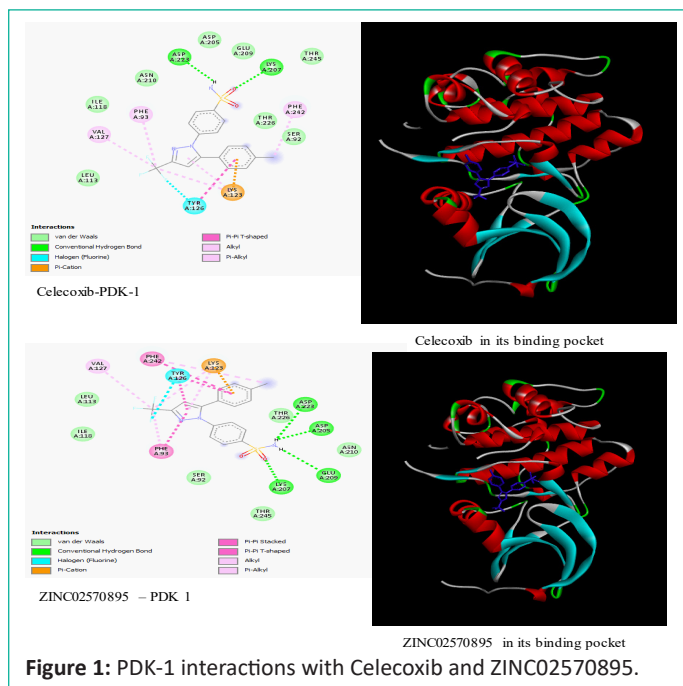 ASP
A:205
GLU
A:209
THR
A:245
ASP
A:223
LYS
A:207
ASN
A:210
ILE
A:118
PHE
A:93
THR
A:226
PHE
A:242
VAL
A:127
SER
A:92
LEU
A:113
TYR
A:126
LYS
A:123
Interactions
van der Waals
Conventional Hydrogen Bond
Halogen (Fluorine)
Pi-Cation
Pi-Pi T-shaped
Alkyl
Pi-Alkyl
Celecoxib-PDK-1
Celecoxib in its binding pocket
VAL
A:127
PHE
A:242
LYS
A:123
TYR
A:126
LEU
A:113
ILE
A:118
THR
A:226
ASP
A:223
ASP
A:205
ASN
A:210
PHE
A:93
SER
A:92
GLU
A:209
LYS
A:207
THR
A:245
Interactions
van der Waals
Conventional Hydrogen Bond
Halogen (Fluorine)
Pi-Cation
Pi-Pi Stacked
Pi-Pi T-shaped
Alkyl
Pi-Alkyl
ZINC02570895 – PDK 1
ZINC02570895 in its binding pocket
Figure 1: PDK-1 interactions with Celecoxib and ZINC02570895.